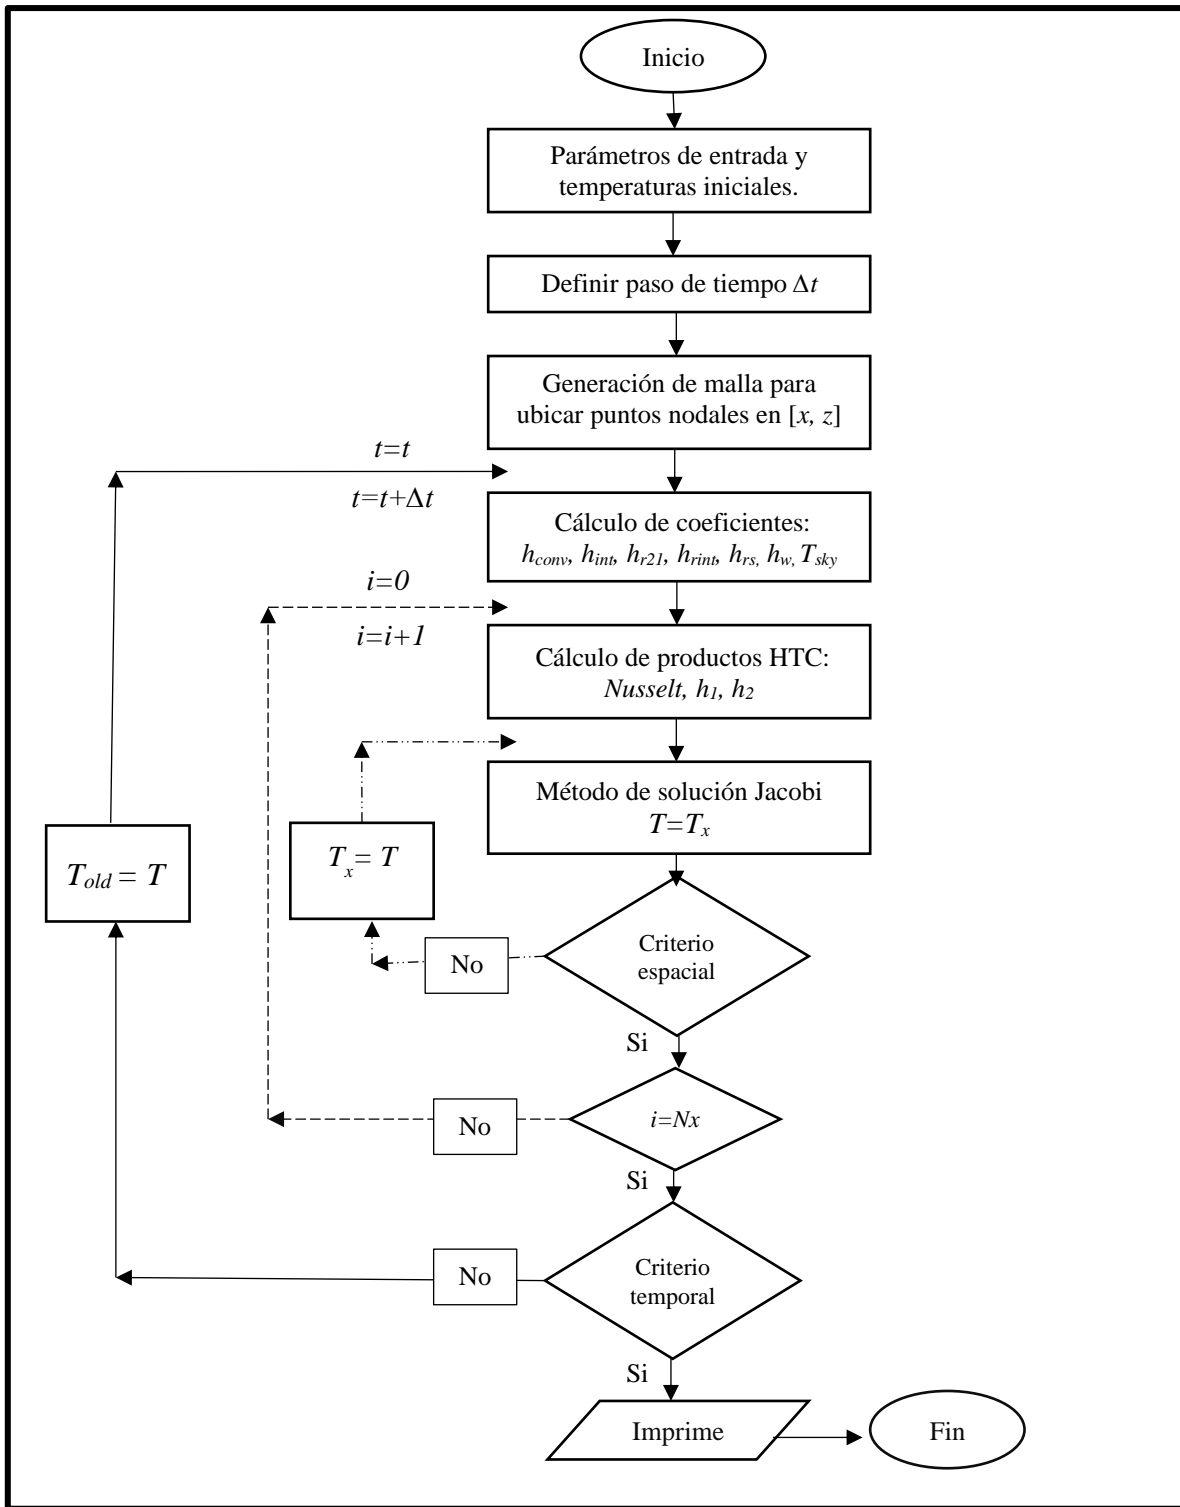 Inicio
Parámetros de entrada y
temperaturas iniciales.
Definir paso de tiempo Δt
Generación de malla para
ubicar puntos nodales en [x, z]
t=t
t=t+Δt
Cálculo de coeficientes:
hconv, hint, hr21, hrint, hrs, hw, Tsky
i=0
i=i+1
Cálculo de productos HTC:
Nusselt, h1, h2
Método de solución Jacobi
T=Tx
Tx= T
Told = T
Criterio
espacial
No
Si
i=Nx
No
Si
Criterio
temporal
No
Si
Imprime
Fin